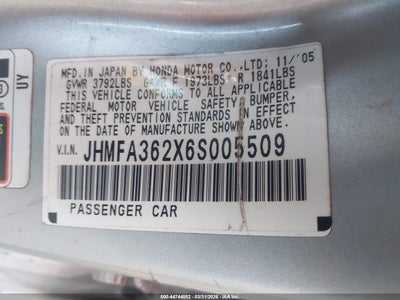 MFD. IN JAPAN BY HONDA MOTOR CO., LTD: 11/'05
GVWR 3792LBS GAWR F 1973LBS R 1841LBS
THIS VEHICLE CONFORMS TO ALL APPLICABLE
FEDERAL MOTOR VEHICLE SAFETY, BUMPER,
AND THEFT PREVENTION STANDARDS IN EFFECT
ON THE DATE OF MANUFACTURE SHOWN ABOVE.
V.I.N. JHMFA362X6S005509
PASSENGER CAR
UY
000-44744052 - 03/31/2026 - IAA Inc.